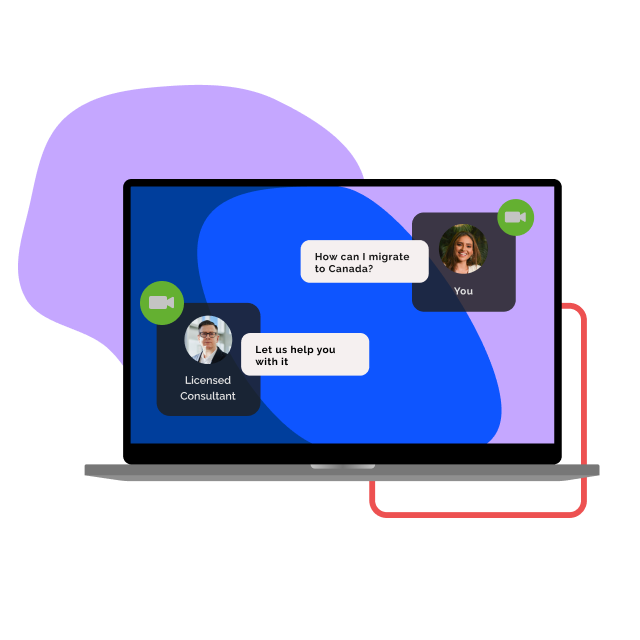 How can I migrate
to Canada?
You
Let us help you
with it
Licensed
Consultant